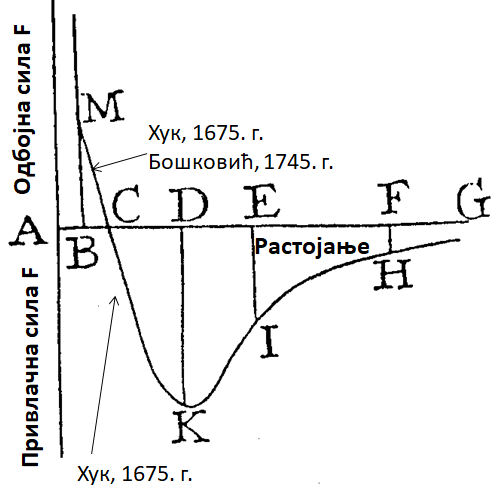 Одбојна сила F
M
Хук, 1675. г.
Бошковић, 1745. г.
A
B
C
D
E
F
G
Растојање
H
I
Привлачна сила F
K
Хук, 1675. г.